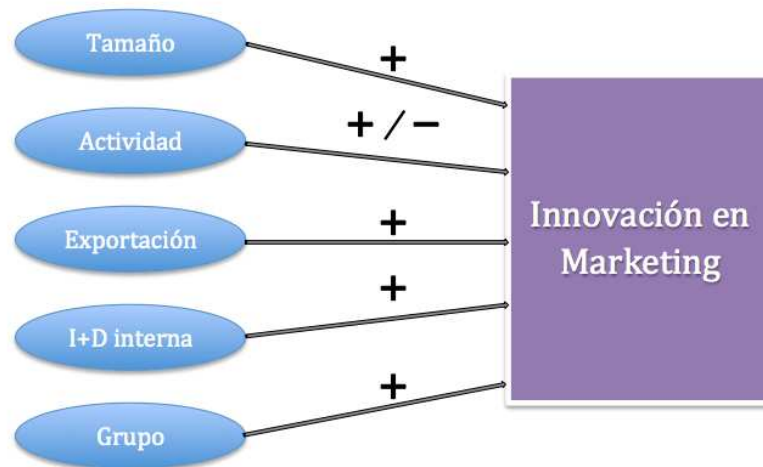 Tamaño
+
Actividad
+ / −
Exportación
+
I+D interna
+
Grupo
+
Innovación en
Marketing